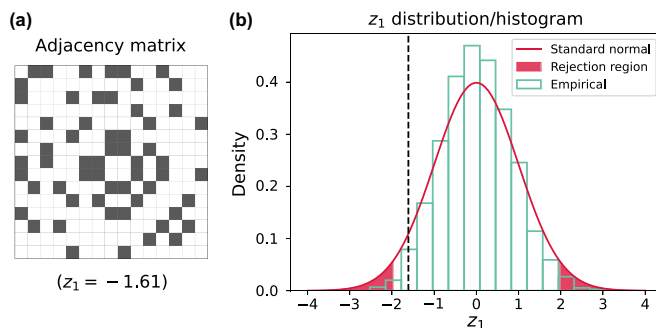 (a)
Adjacency matrix
(z₁ = −1.61)
(b)
z₁ distribution/histogram
Standard normal
Rejection region
Empirical
Density
0.4
0.3
0.2
0.1
0.0
−4 −3 −2 −1 0 1 2 3 4
z₁